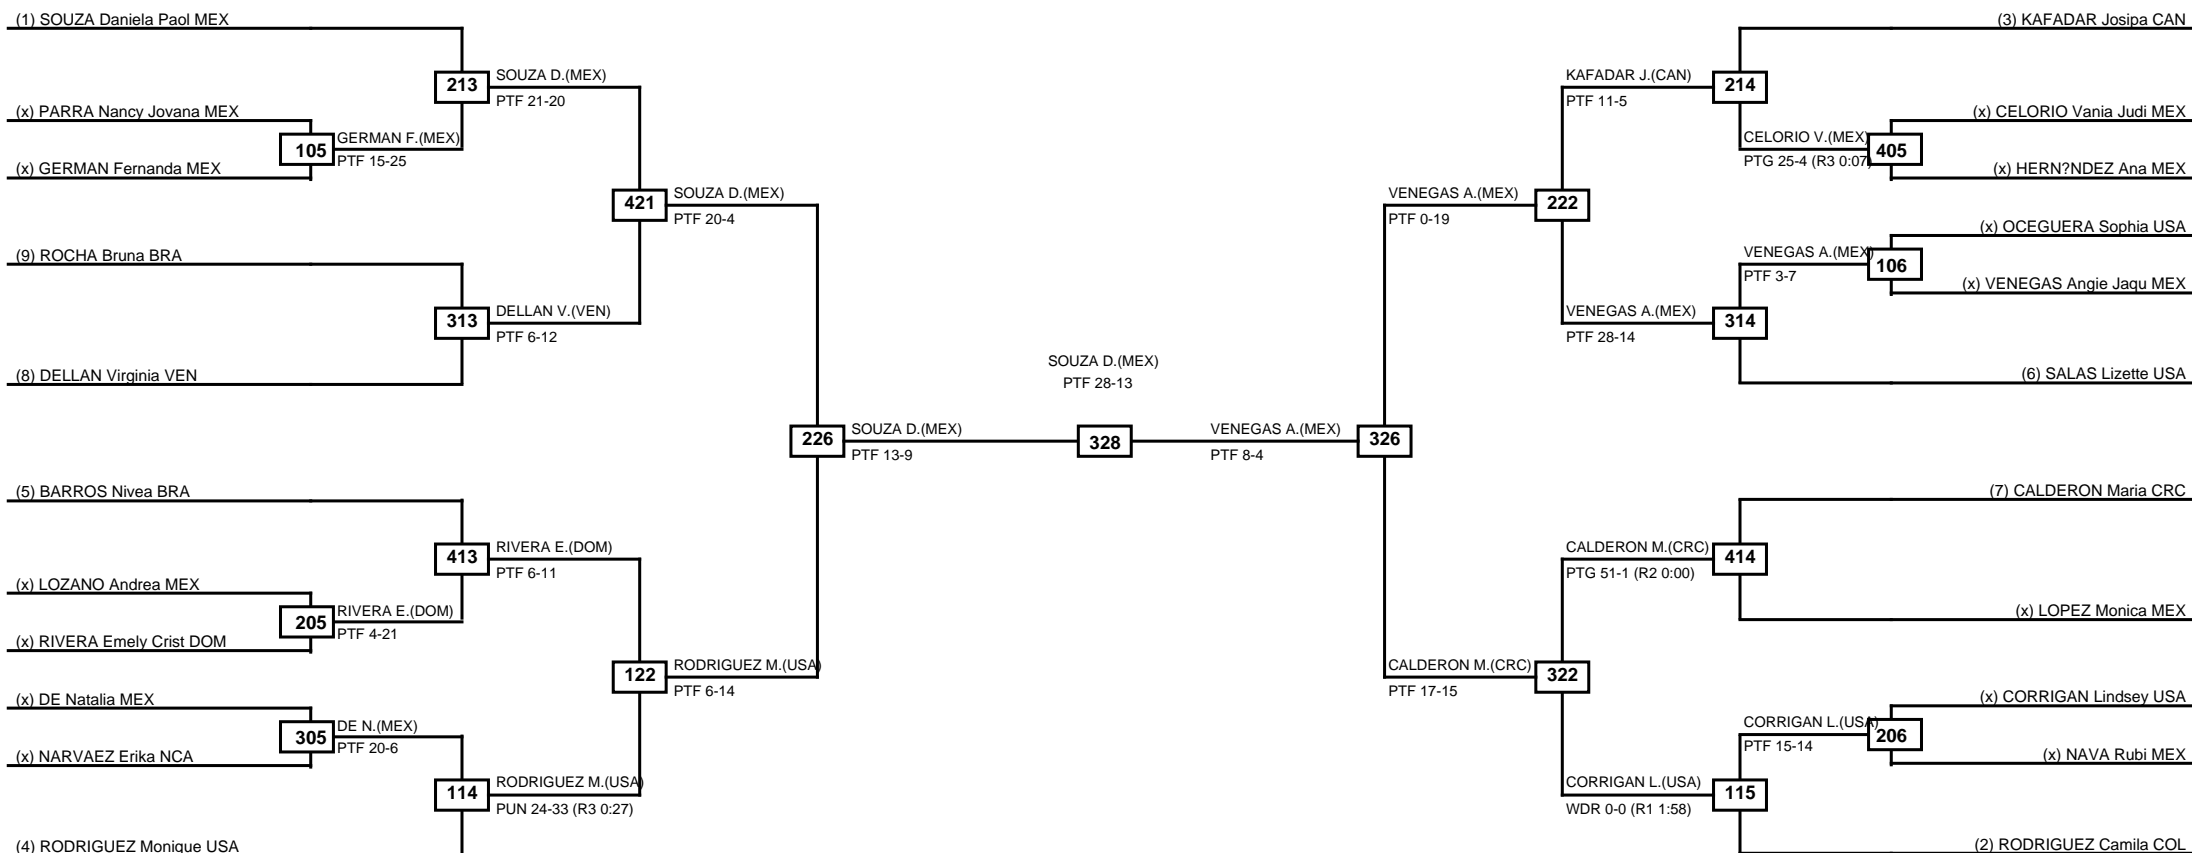 (1) SOUZA Daniela Paol MEX
(x) PARRA Nancy Jovana MEX
(x) GERMAN Fernanda MEX
(9) ROCHA Bruna BRA
(8) DELLAN Virginia VEN
(5) BARROS Nivea BRA
(x) LOZANO Andrea MEX
(x) RIVERA Emely Crist DOM
(x) DE Natalia MEX
(x) NARVAEZ Erika NCA
(4) RODRIGUEZ Monique USA
105
GERMAN F.(MEX)
PTF 15-25
205
RIVERA E.(DOM)
PTF 4-21
305
DE N.(MEX)
PTF 20-6
213
SOUZA D.(MEX)
PTF 21-20
313
DELLAN V.(VEN)
PTF 6-12
413
RIVERA E.(DOM)
PTF 6-11
114
RODRIGUEZ M.(USA)
PUN 24-33 (R3 0:27)
421
SOUZA D.(MEX)
PTF 20-4
122
RODRIGUEZ M.(USA)
PTF 6-14
226
SOUZA D.(MEX)
PTF 13-9
SOUZA D.(MEX)
PTF 28-13
328
VENEGAS A.(MEX)
PTF 8-4
326
VENEGAS A.(MEX)
PTF 0-19
222
CALDERON M.(CRC)
PTF 17-15
322
KAFADAR J.(CAN)
PTF 11-5
214
VENEGAS A.(MEX)
PTF 28-14
314
CALDERON M.(CRC)
PTG 51-1 (R2 0:00)
414
CORRIGAN L.(USA)
WDR 0-0 (R1 1:58)
115
CELORIO V.(MEX)
PTG 25-4 (R3 0:07)
405
VENEGAS A.(MEX)
PTF 3-7
106
CORRIGAN L.(USA)
PTF 15-14
206
(3) KAFADAR Josipa CAN
(x) CELORIO Vania Judi MEX
(x) HERN?NDEZ Ana MEX
(x) OCEGUERA Sophia USA
(x) VENEGAS Angie Jaqu MEX
(6) SALAS Lizette USA
(7) CALDERON Maria CRC
(x) LOPEZ Monica MEX
(x) CORRIGAN Lindsey USA
(x) NAVA Rubi MEX
(2) RODRIGUEZ Camila COL